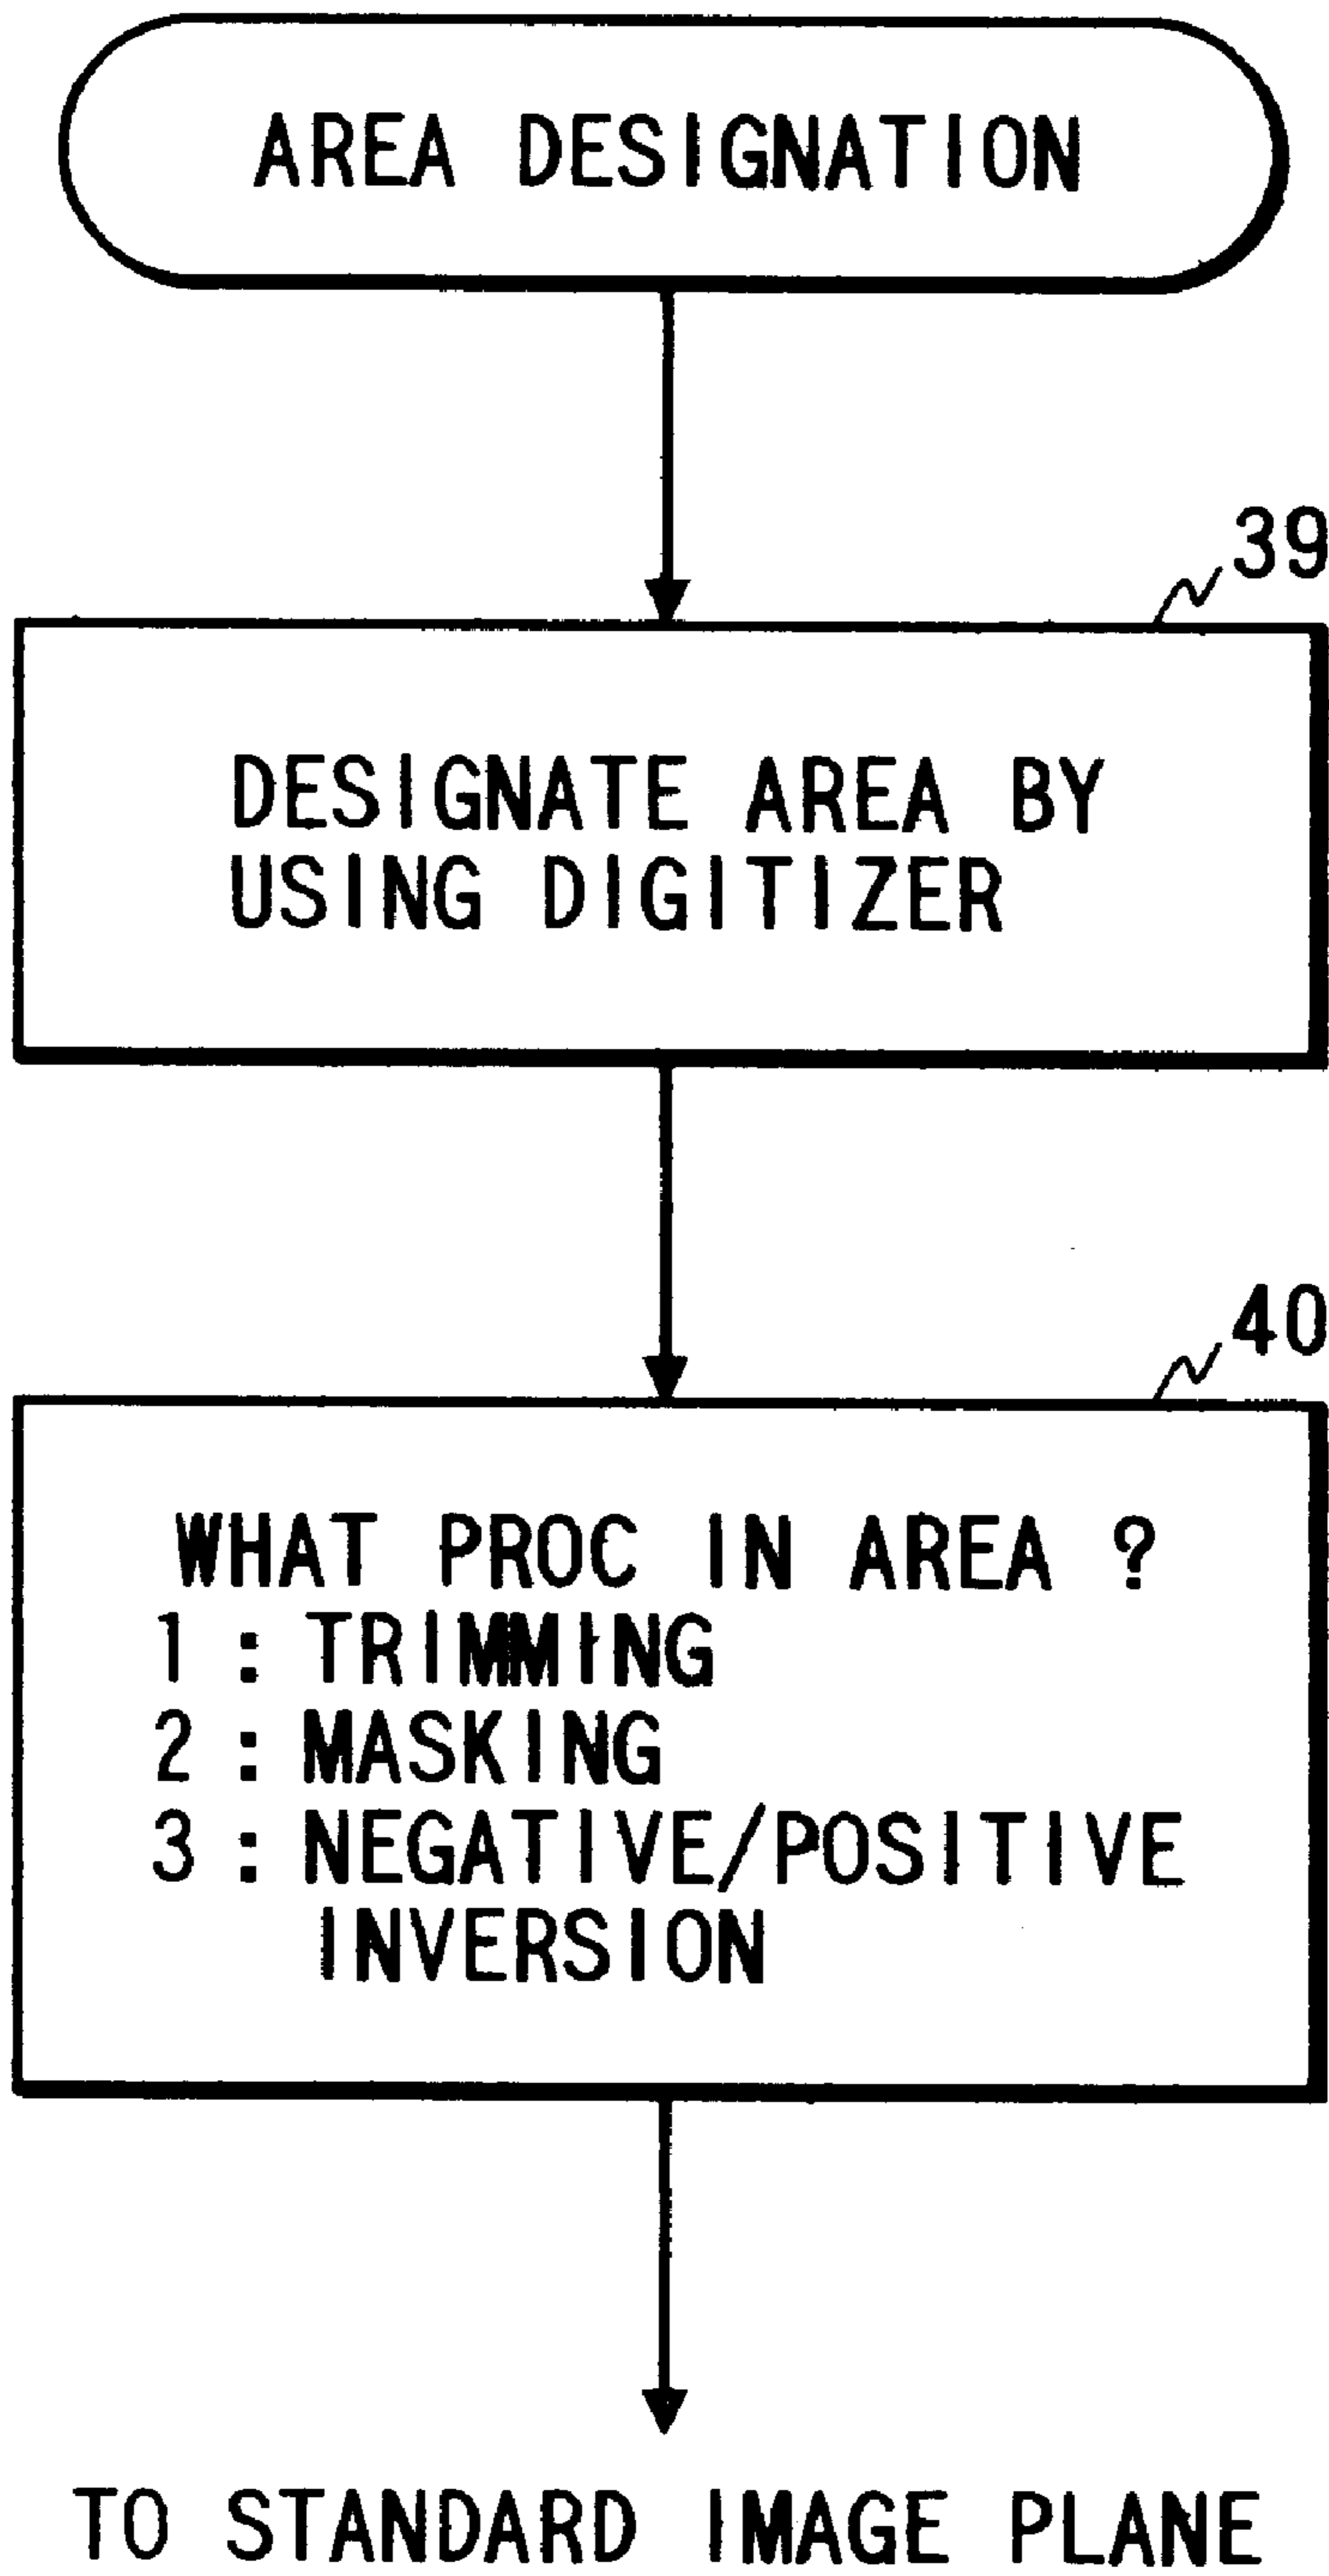 AREA DESIGNATION
39
DESIGNATE AREA BY
USING DIGITIZER
40
WHAT PROC IN AREA ?
1 : TRIMMING
2 : MASKING
3 : NEGATIVE/POSITIVE
INVERSION
TO STANDARD IMAGE PLANE